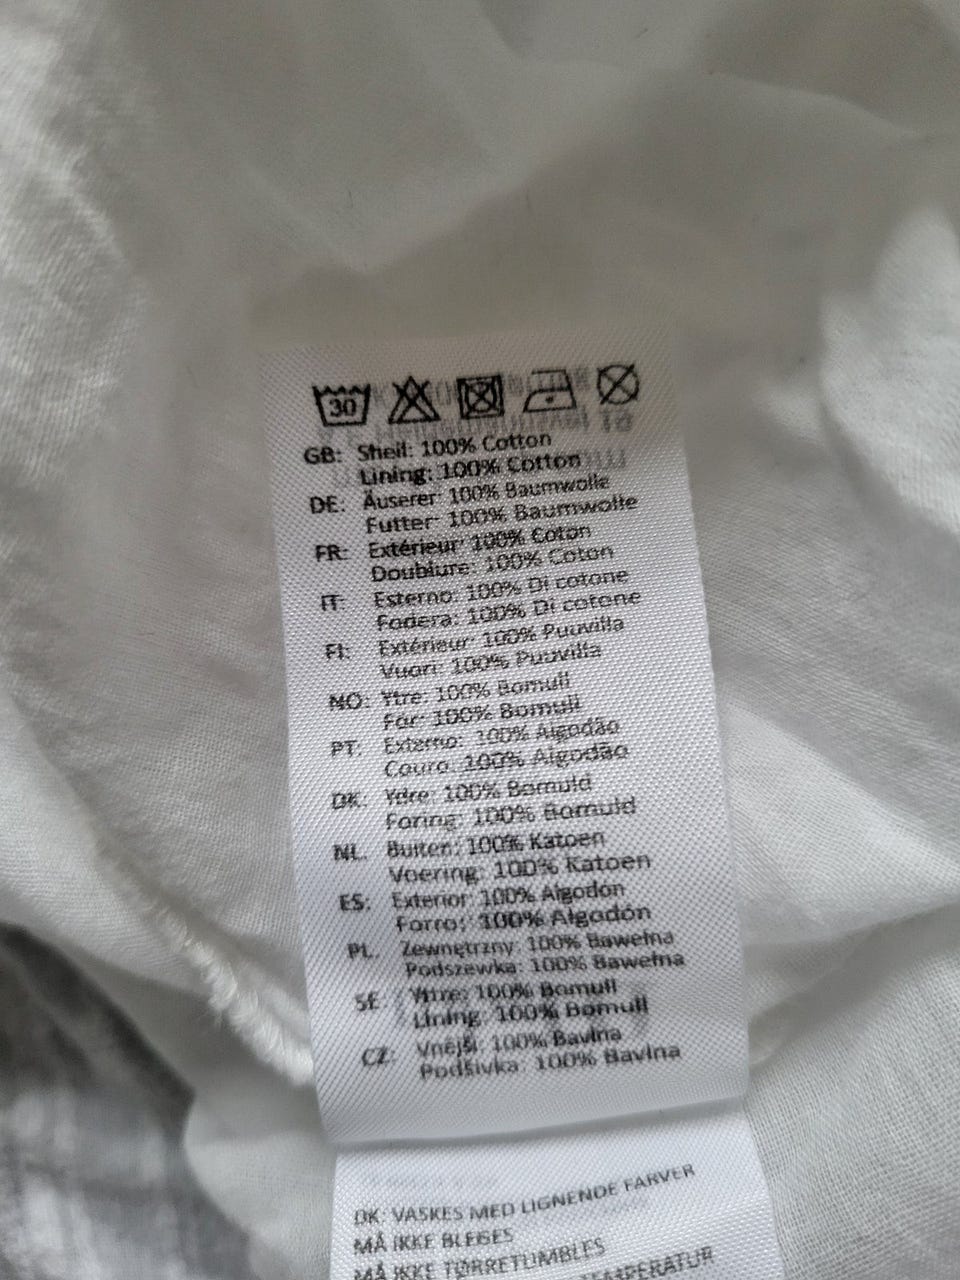 30
GB: Shell: 100% Cotton
Lining: 100% Cotton
DE: Äuserer: 100% Baumwolle
Futter: 100% Baumwolle
FR: Extérieur: 100% Coton
Doublure: 100% Coton
IT: Esterno: 100% Di cotone
Fodera: 100% Di cotone
FI: Extérieur: 100% Puuvilla
Vuori: 100% Puuvilla
NO: Ytre: 100% Bomull
Fôr: 100% Bomull
PT: Externo: 100% Algodão
Couro: 100% Algodão
DK: Ydre: 100% Bomuld
Foring: 100% Bomuld
NL: Buiten: 100% Katoen
Voering: 100% Katoen
ES: Exterior: 100% Algodón
Forro: 100% Algodón
PL: Zewnętrzny: 100% Bawełna
Podszewka: 100% Bawełna
SE: Yttre: 100% Bomull
Lining: 100% Bomull
CZ: Vnější: 100% Bavlna
Podšívka: 100% Bavlna
DK: VASKES MED LIGNENDE FARVER
MÅ IKKE BLEGES
MÅ IKKE TØRRETUMBLES
TEMPERATUR